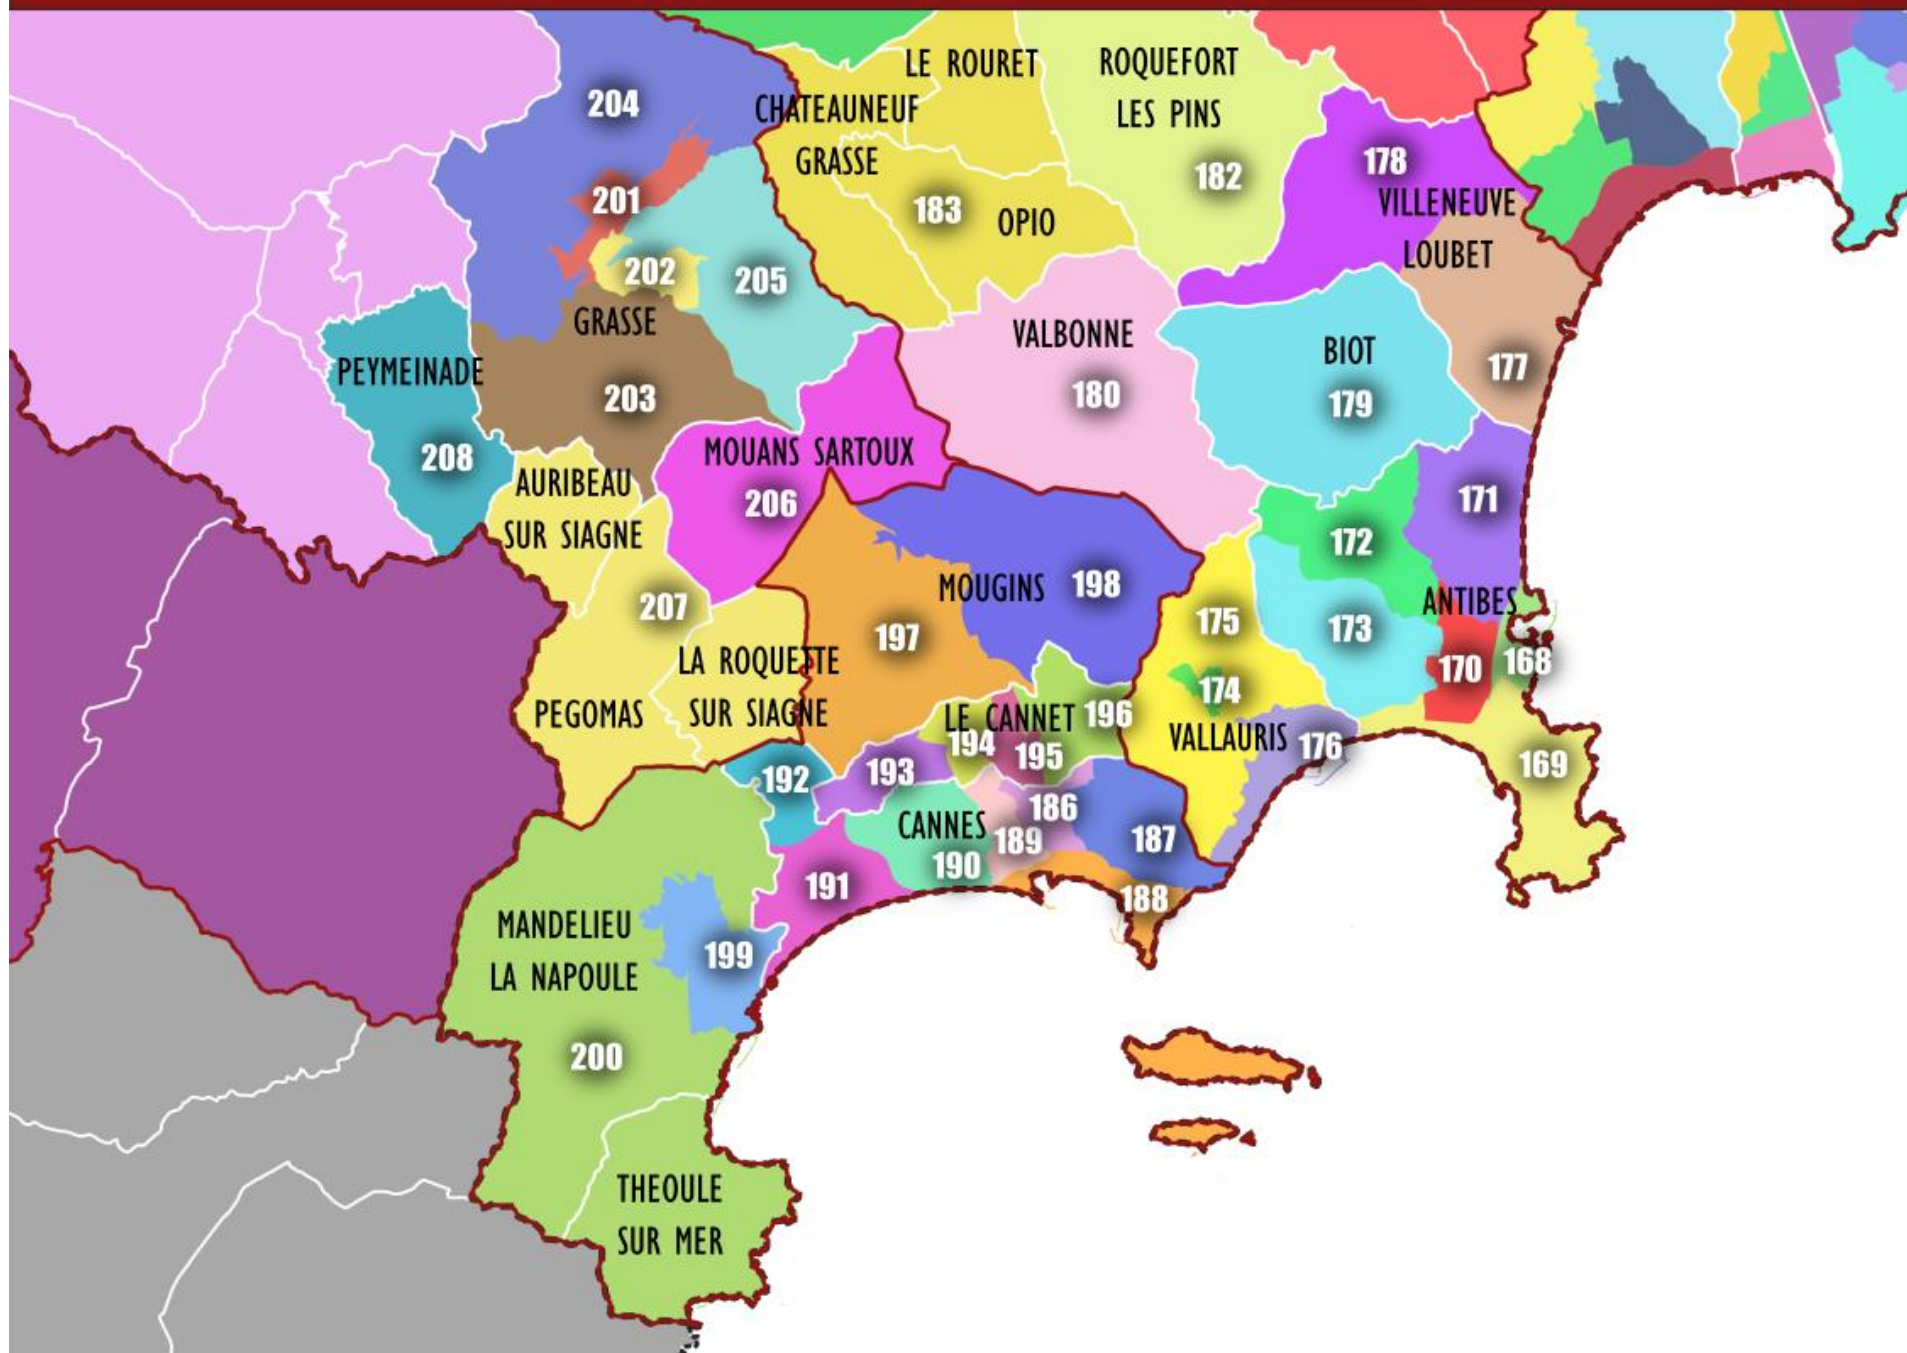 LE ROURET
ROQUEFORT
LES PINS
204
CHATEAUNEUF
GRASSE
178
182
201
183
OPIO
VILLENEUVE
LOUBET
202
205
GRASSE
VALBONNE
BIOT
177
PEYMEINADE
203
180
179
208
MOUANS SARTOUX
206
AURIBEAU
SUR SIAGNE
171
172
MOUGINS
198
207
175
173
ANTIBES
197
LA ROQUETTE
SUR SIAGNE
170
168
174
PEGOMAS
LE CANNET
196
194
195
VALLAURIS
176
192
193
169
186
CANNES
189
187
190
191
188
MANDELIEU
LA NAPOULE
199
200
THEOULE
SUR MER